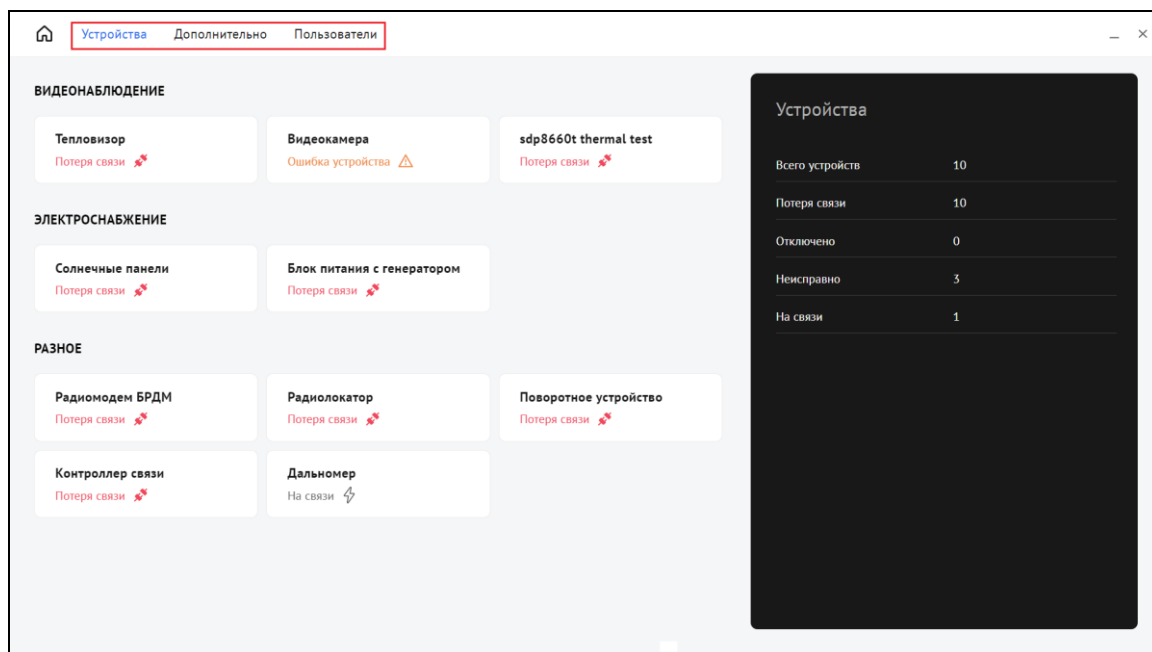 Устройства Дополнительно Пользователи
ВИДЕОНАБЛЮДЕНИЕ
Тепловизор
Потеря связи
Видеокамера
Ошибка устройства
sdp8660t thermal test
Потеря связи
ЭЛЕКТРОСНАБЖЕНИЕ
Солнечные панели
Потеря связи
Блок питания с генератором
Потеря связи
РАЗНОЕ
Радиомодем БРДМ
Потеря связи
Радиолокатор
Потеря связи
Поворотное устройство
Потеря связи
Контроллер связи
Потеря связи
Дальномер
На связи
Устройства
Всего устройств 10
Потеря связи 10
Отключено 0
Неисправно 3
На связи 1